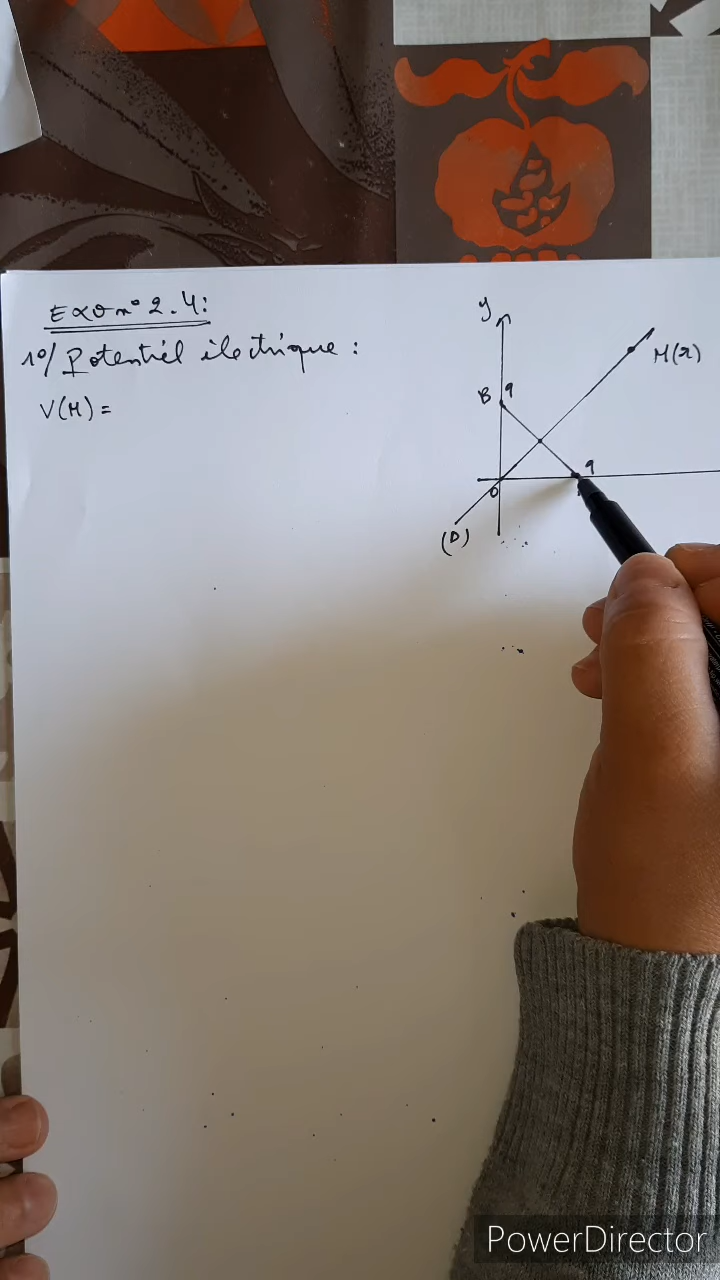 Exo n° 2.4:
1°/ Potentiel électrique :
V(M) =
y
M(r)
B q
q
O
(D)
PowerDirector